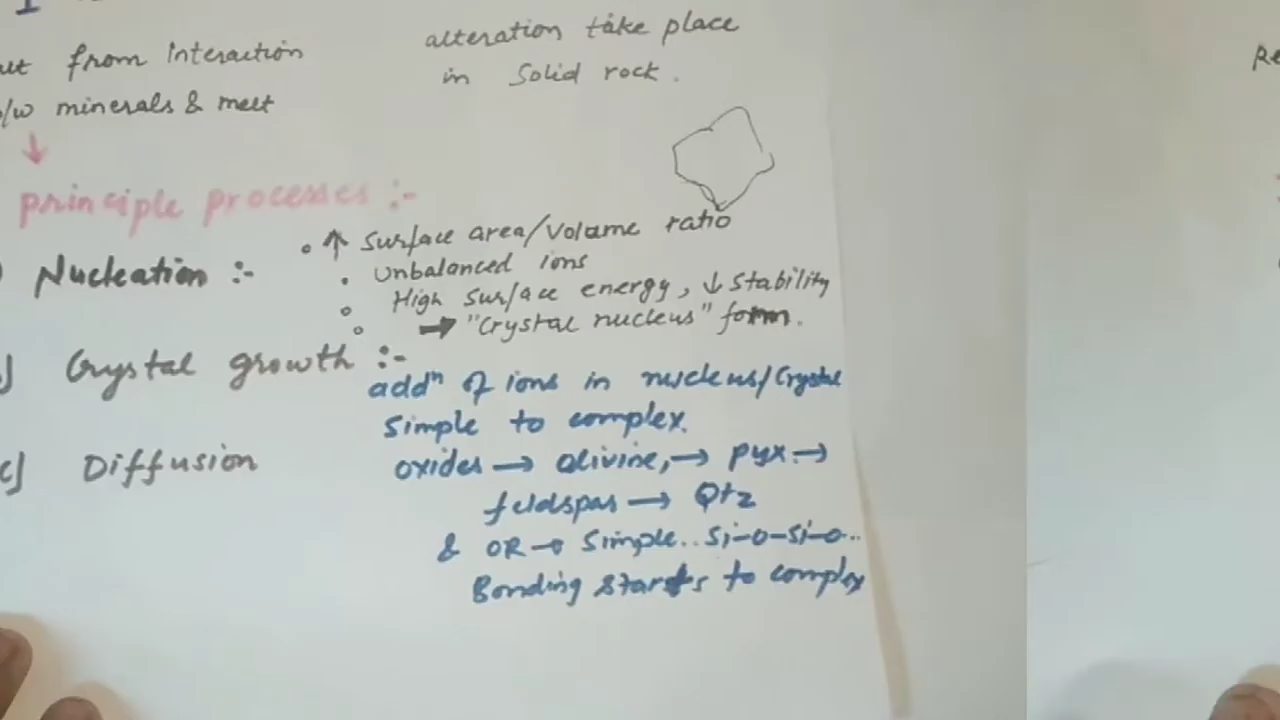 from interaction
alteration take place
in Solid rock.
b/w minerals & melt
↓
principle processes :-
• ↑ Surface area/Volume ratio
Nucleation :-
• Unbalanced ions
• High surface energy, ↓ Stability
• → "Crystal nucleus" form.
Crystal growth :-
addn of ions in nucleus/Crystal
Simple to complex.
c) Diffusion
oxides → olivine, → pyx. →
feldspar → Qtz
& OR → Simple.. Si-O-Si-O..
Bonding starts to complex
Re